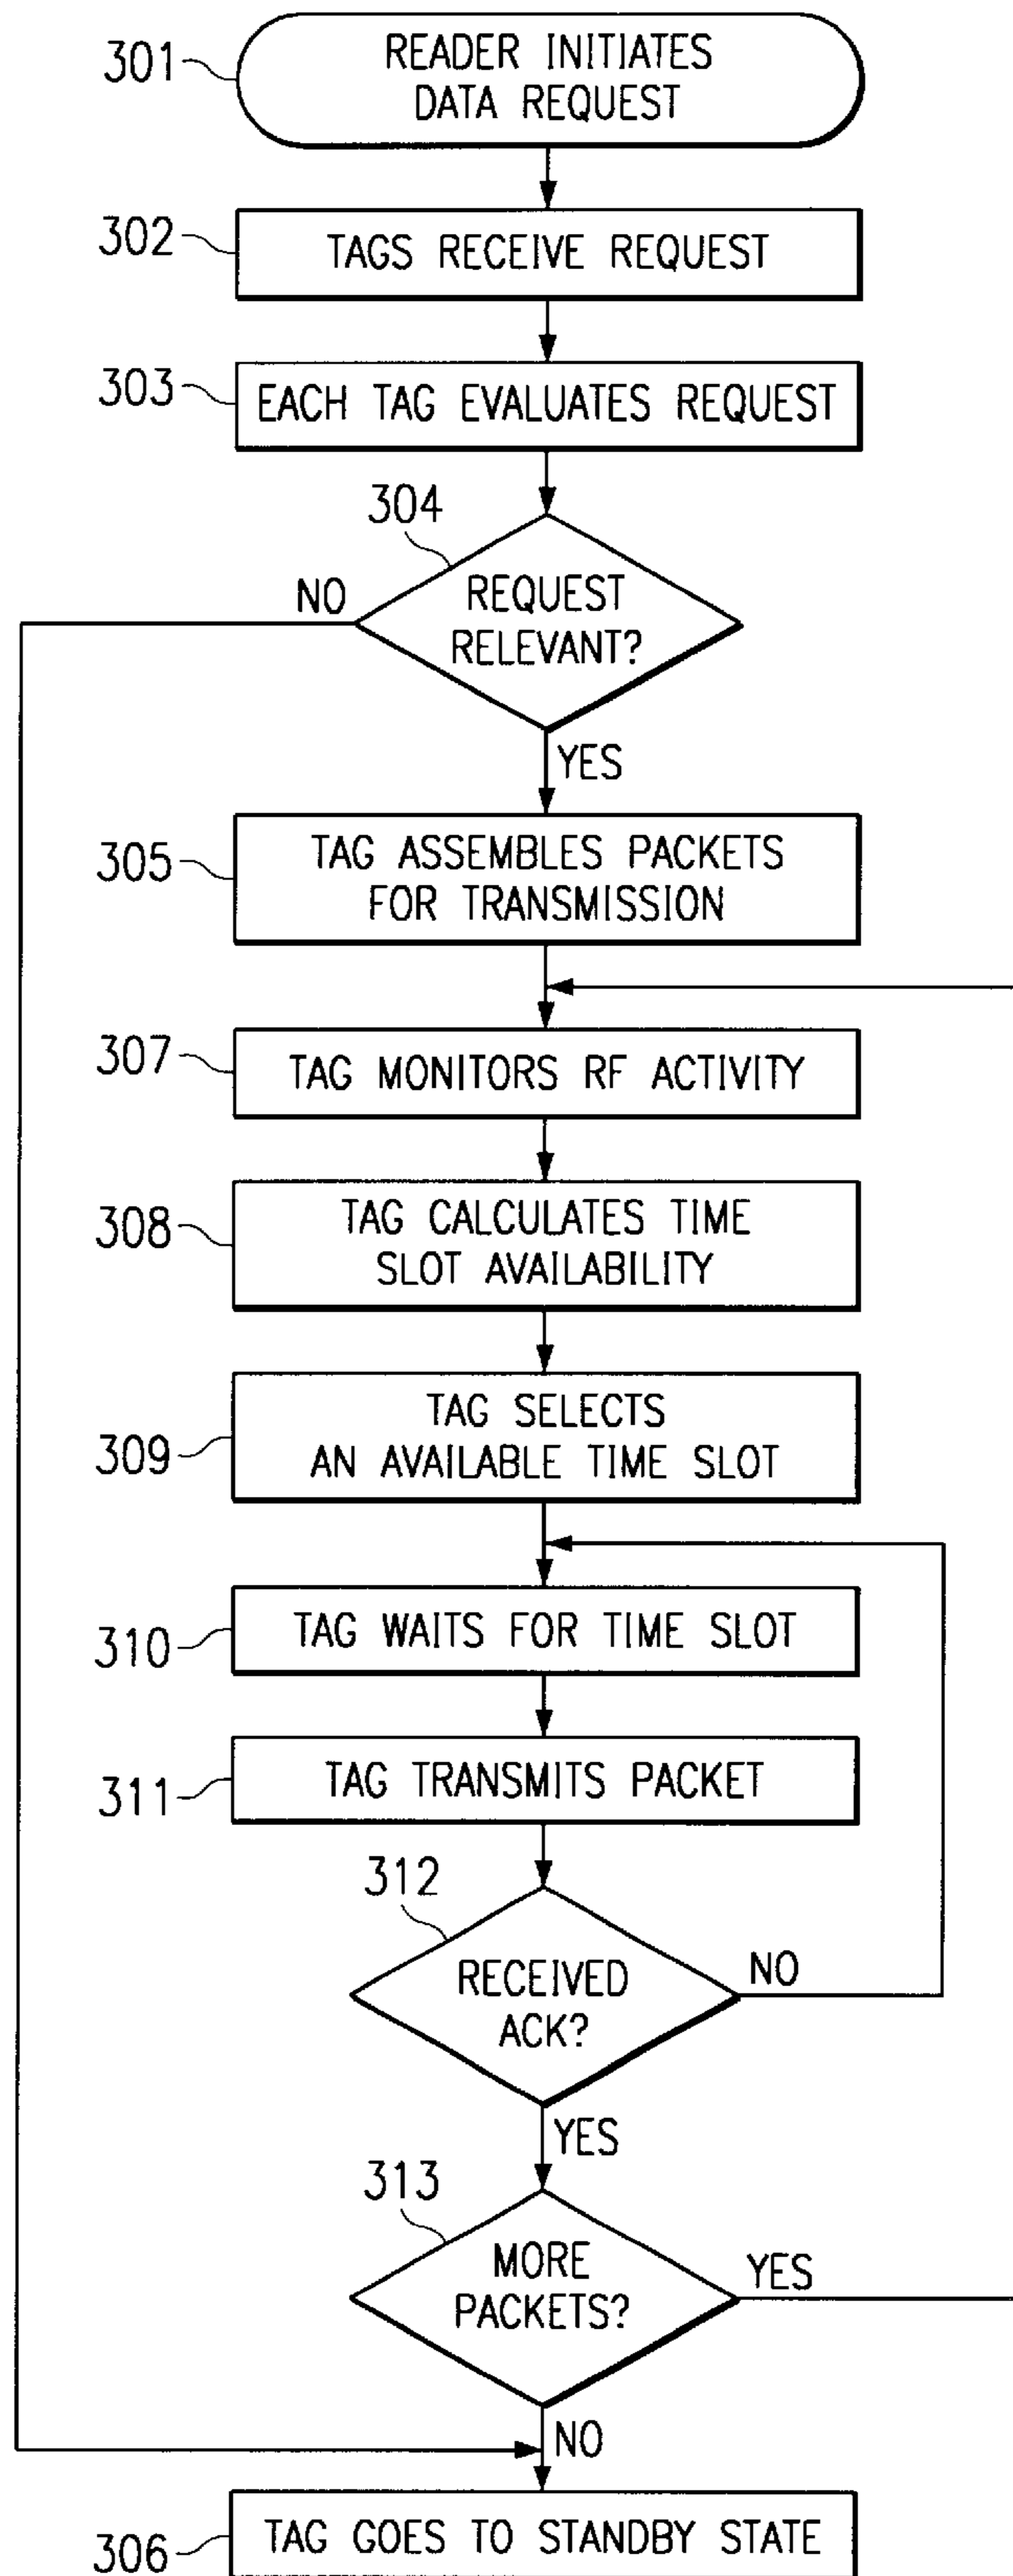 301
READER INITIATES
DATA REQUEST
302
TAGS RECEIVE REQUEST
303
EACH TAG EVALUATES REQUEST
304
NO
REQUEST
RELEVANT?
YES
305
TAG ASSEMBLES PACKETS
FOR TRANSMISSION
307
TAG MONITORS RF ACTIVITY
308
TAG CALCULATES TIME
SLOT AVAILABILITY
309
TAG SELECTS
AN AVAILABLE TIME SLOT
310
TAG WAITS FOR TIME SLOT
311
TAG TRANSMITS PACKET
312
RECEIVED
ACK?
NO
YES
313
MORE
PACKETS?
YES
NO
306
TAG GOES TO STANDBY STATE